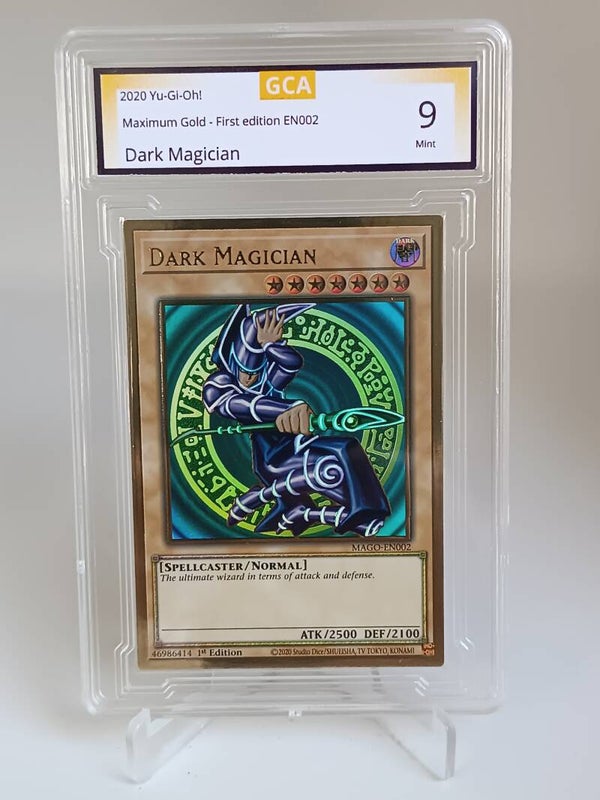 GCA
2020 Yu-Gi-Oh!
Maximum Gold - First edition EN002
Dark Magician
9
Mint
DARK MAGICIAN
DARK
MAGO-EN002
[SPELLCASTER/NORMAL]
The ultimate wizard in terms of attack and defense.
ATK/2500 DEF/2100
46986414 1st Edition
©2020 Studio Dice/SHUEISHA, TV TOKYO, KONAMI